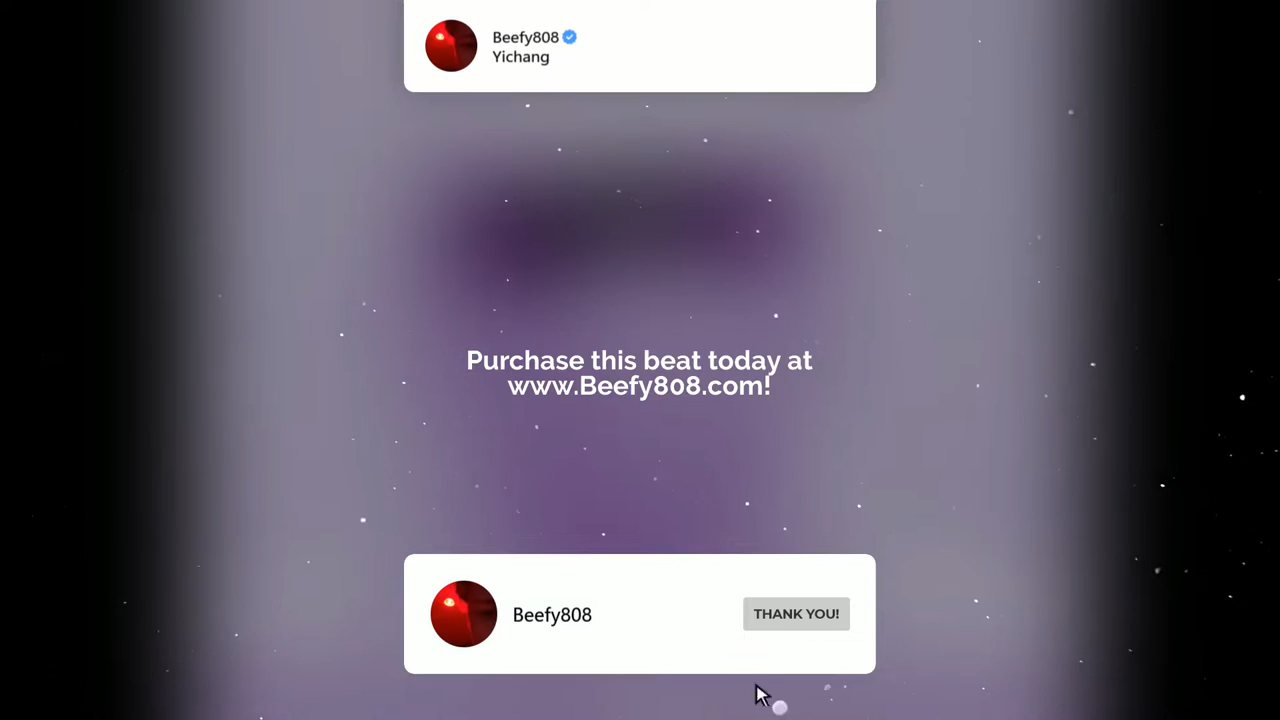 Beefy808
Yichang
Purchase this beat today at
www.Beefy808.com!
Beefy808
THANK YOU!